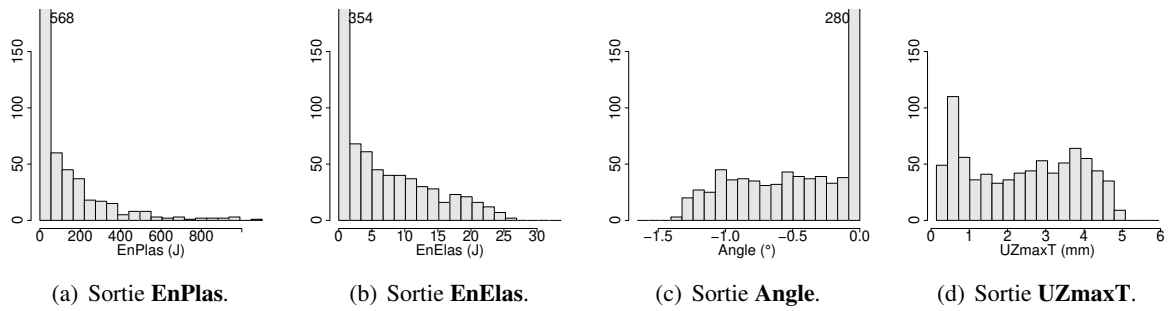 568
0 50 100 150
0 200 400 600 800
EnPlas (J)
(a) Sortie EnPlas.
354
0 50 100 150
0 5 10 15 20 25 30
EnElas (J)
(b) Sortie EnElas.
280
0 50 100 150
−1.5 −1.0 −0.5 0.0
Angle (°)
(c) Sortie Angle.
0 50 100 150
0 1 2 3 4 5 6
UZmaxT (mm)
(d) Sortie UZmaxT.